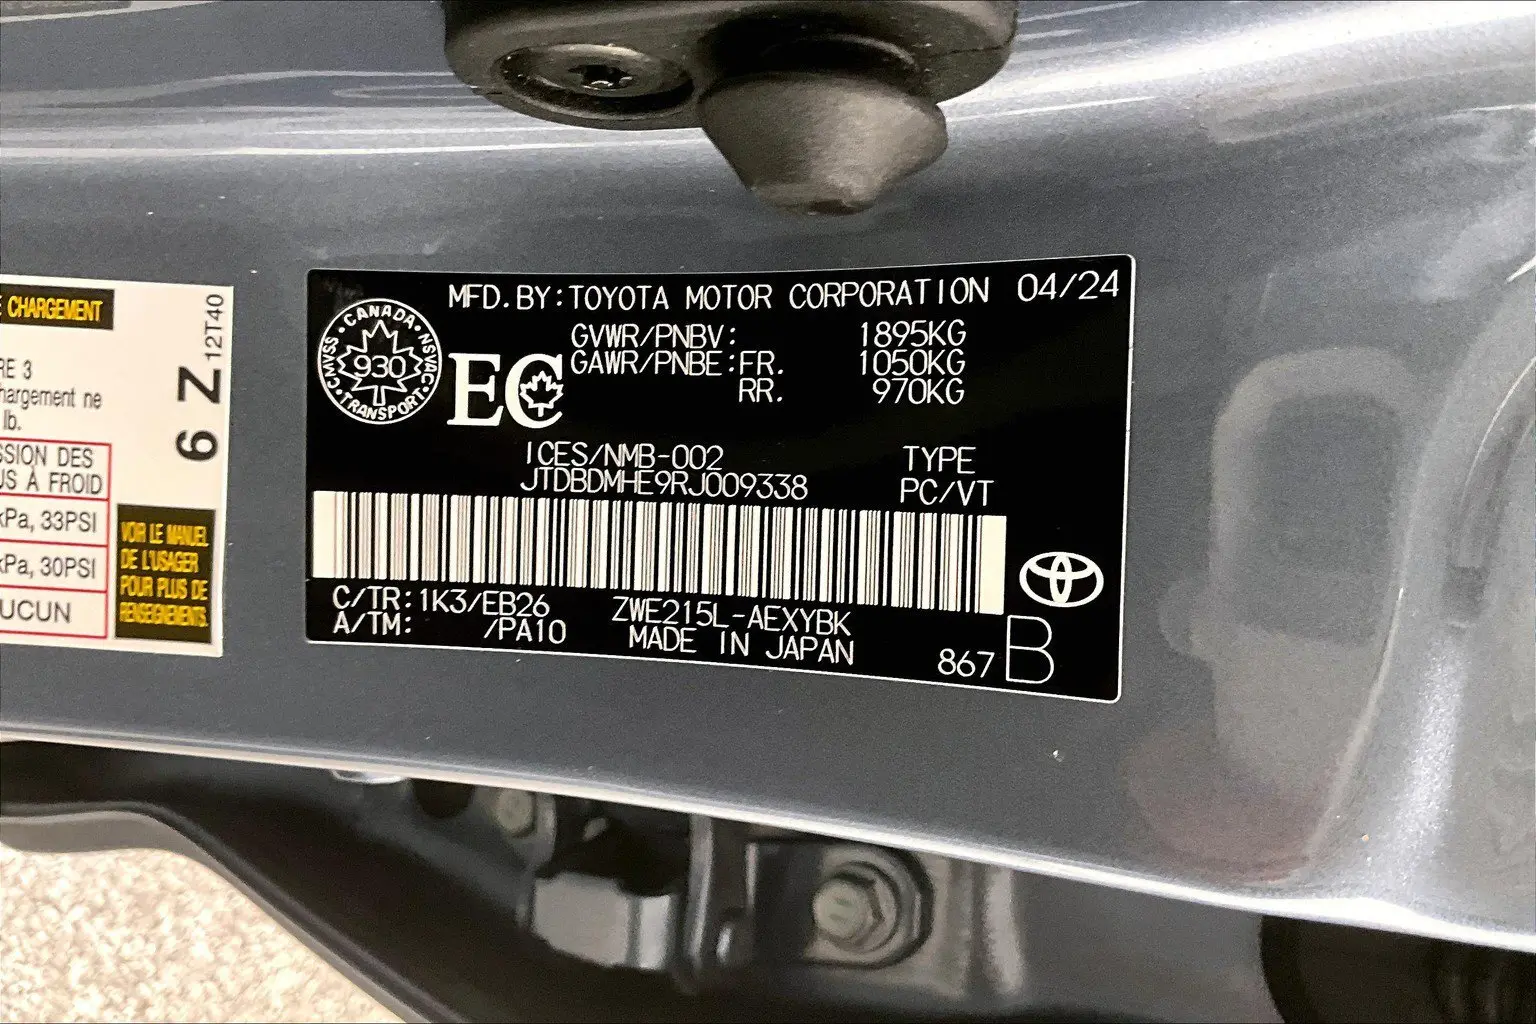 E CHARGEMENT
RE 3
hargement ne
lb.
SSION DES
US À FROID
kPa, 33PSI
kPa, 30PSI
UCUN
6 Z 12T40
VOIR LE MANUEL
DE L'USAGER
POUR PLUS DE
RENSEIGNEMENTS.
MFD. BY: TOYOTA MOTOR CORPORATION 04/24
CANADA · NSVAC · TRANSPORT · CMVSS
930
EC
GVWR/PNBV: 1895KG
GAWR/PNBE: FR. 1050KG
RR. 970KG
ICES/NMB-002
JTDBDMHE9RJ009338
TYPE
PC/VT
C/TR: 1K3/EB26 ZWE215L-AEXYBK
A/TM: /PA10 MADE IN JAPAN
867 B